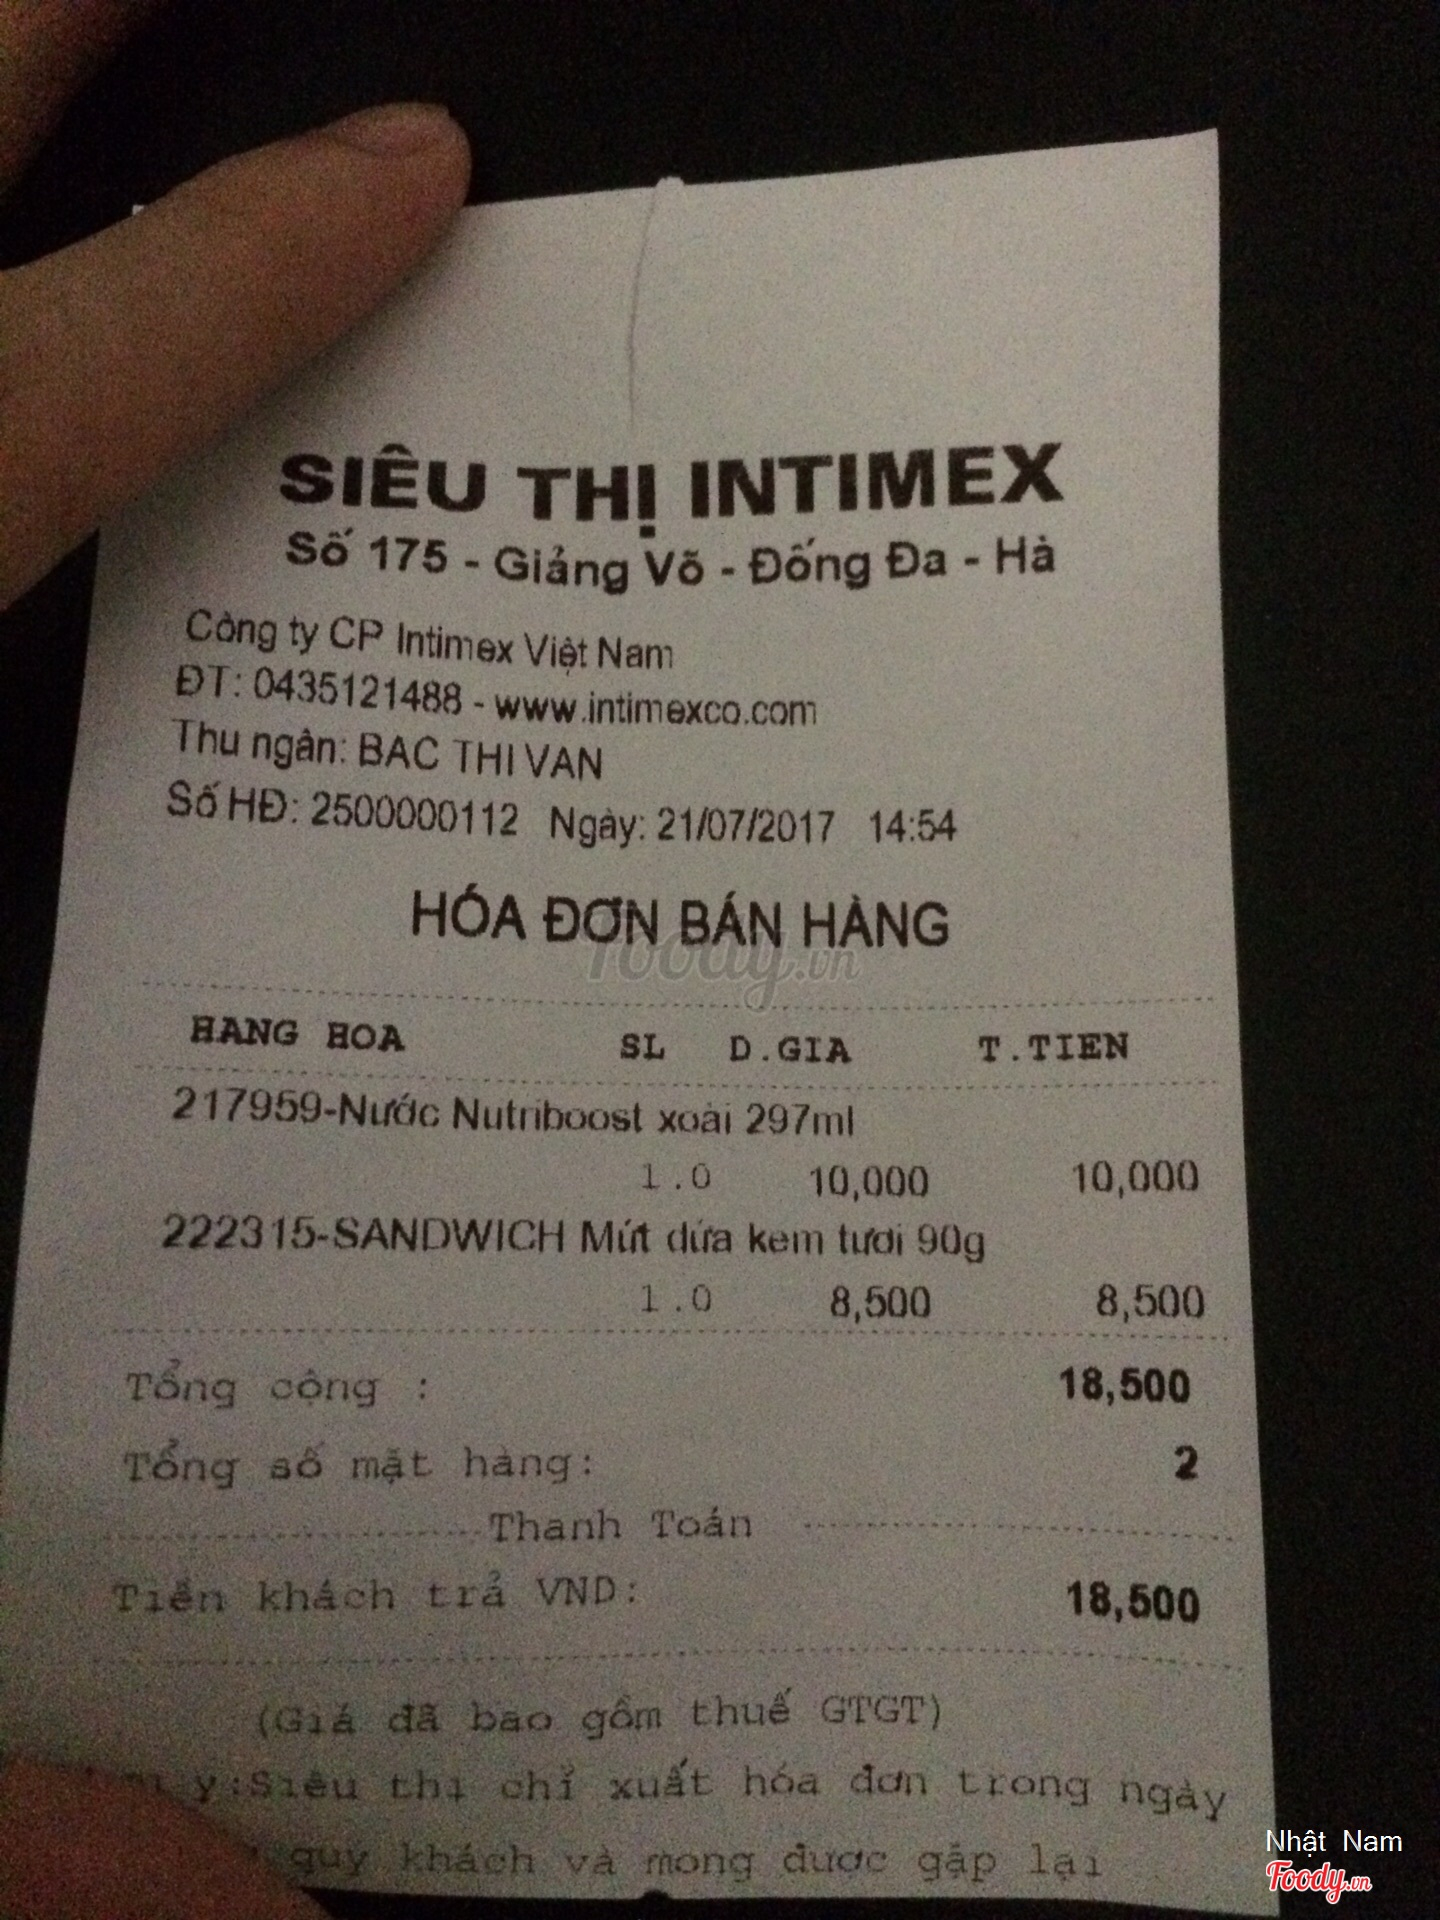 SIÊU THỊ INTIMEX
Số 175 - Giảng Võ - Đống Đa - Hà
Công ty CP Intimex Việt Nam
ĐT: 0435121488 - www.intimexco.com
Thu ngân: BAC THI VAN
Số HĐ: 2500000112 Ngày: 21/07/2017 14:54
HÓA ĐƠN BÁN HÀNG
Foody.vn
HANG HOA SL D.GIA T.TIEN
217959-Nước Nutriboost xoài 297ml
1.0 10,000 10,000
222315-SANDWICH Mứt dứa kem tươi 90g
1.0 8,500 8,500
Tổng cộng : 18,500
Tổng số mặt hàng: 2
Thanh Toán
Tiền khách trả VND: 18,500
(Giá đã bao gồm thuế GTGT)
ý:Siêu thị chỉ xuất hóa đơn trong ngày
quý khách và mong được gặp lại
Nhật Nam
Foody.vn